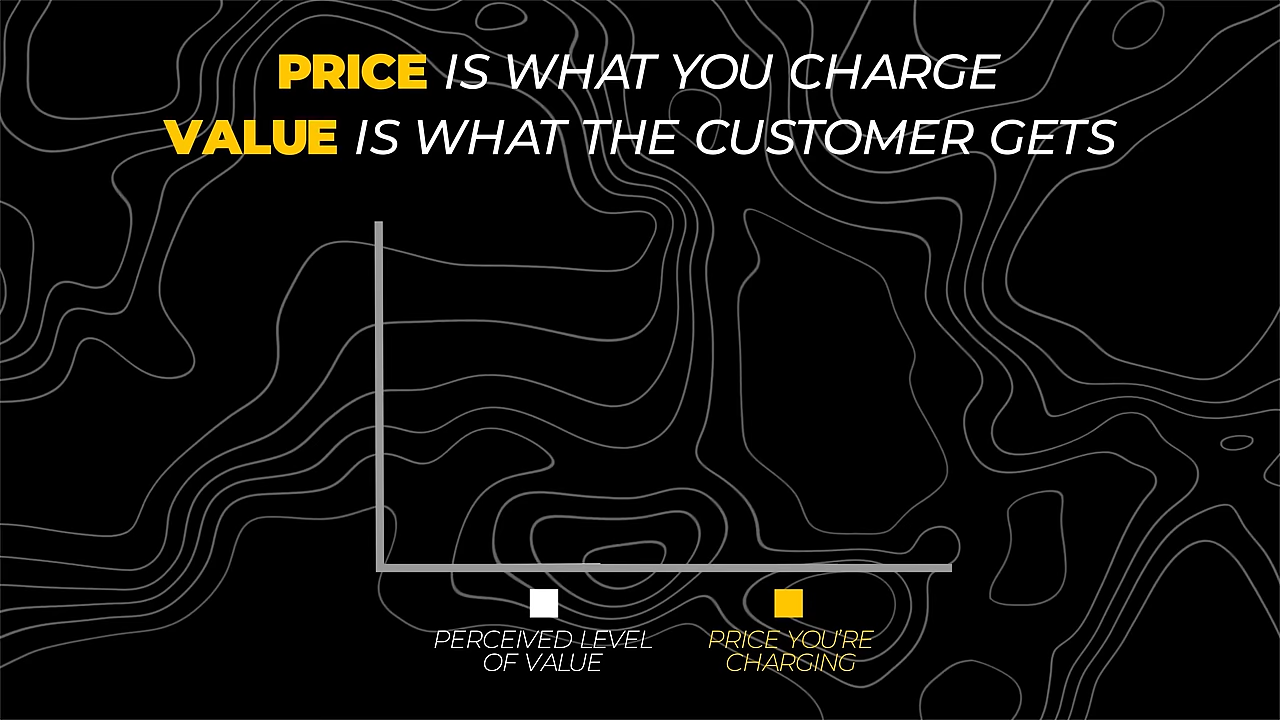 PRICE IS WHAT YOU CHARGE
VALUE IS WHAT THE CUSTOMER GETS
PERCEIVED LEVEL
OF VALUE
PRICE YOU'RE
CHARGING